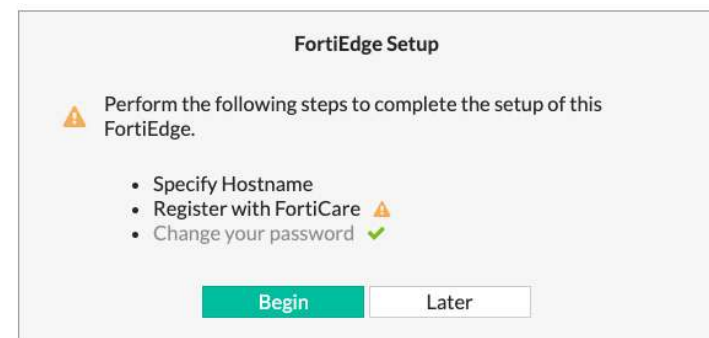 FortiEdge Setup
Perform the following steps to complete the setup of this
FortiEdge.
• Specify Hostname
• Register with FortiCare
• Change your password
Begin
Later